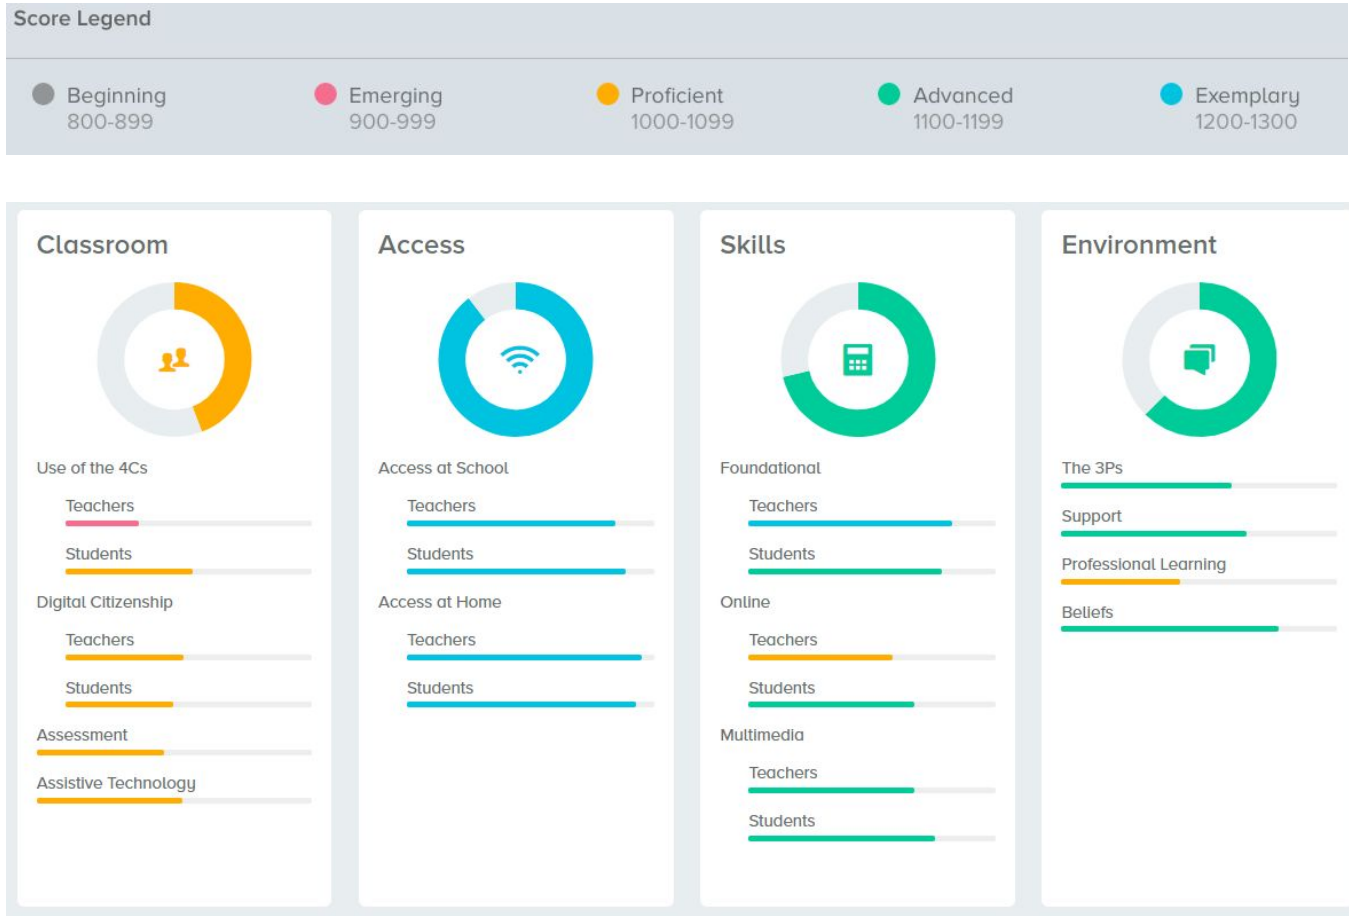 Score Legend
Beginning
800-899
Emerging
900-999
Proficient
1000-1099
Advanced
1100-1199
Exemplary
1200-1300
Classroom
Use of the 4Cs
Teachers
Students
Digital Citizenship
Teachers
Students
Assessment
Assistive Technology
Access
Access at School
Teachers
Students
Access at Home
Teachers
Students
Skills
Foundational
Teachers
Students
Online
Teachers
Students
Multimedia
Teachers
Students
Environment
The 3Ps
Support
Professional Learning
Beliefs